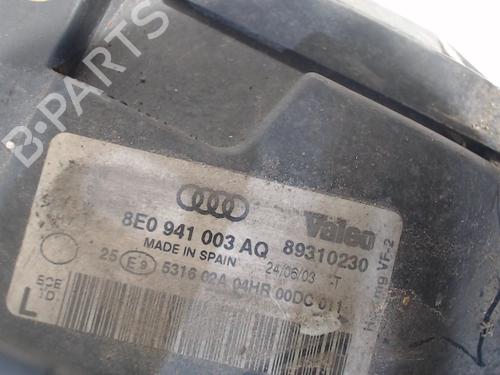 B-PARTS
Valeo
8E0 941 003 AQ 89310230
MADE IN SPAIN 24/06/03 -T
25 E9 5316 02A 04HR 00DC 011
ECE
L